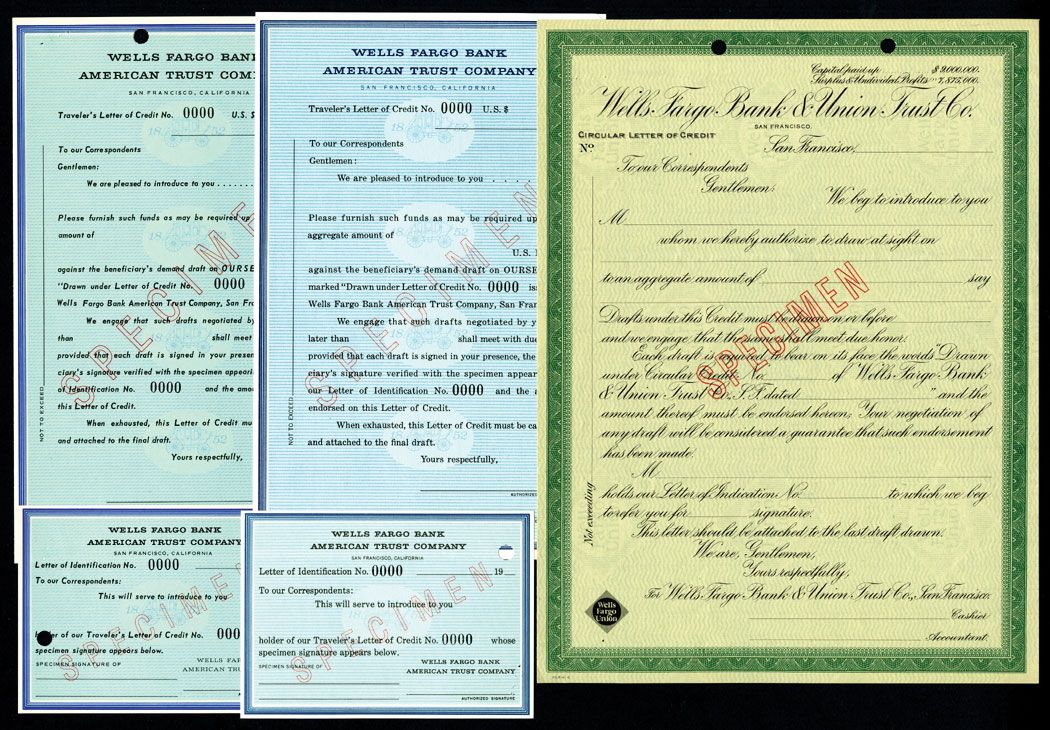 WELLS FARGO BANK
AMERICAN TRUST COM
SAN FRANCISCO, CALIFORNIA
Traveler's Letter of Credit No. 0000 U.S. $
18 52
To our Correspondents
Gentlemen:
We are pleased to introduce to you . . . . . .
Please furnish such funds as may be required up
amount of
18 52
against the beneficiary's demand draft on OURSE
"Drawn under Letter of Credit No. 0000
Wells Fargo Bank American Trust Company, San Fra
We engage that such drafts negotiated by
than shall meet
provided that each draft is signed in your presen
ciary's signature verified with the specimen appeari
of Identification No. 0000 and the amou
this Letter of Credit.
When exhausted, this Letter of Credit mu
and attached to the final draft.
Yours respectfully,
NOT TO EXCEED
SPECIMEN
WELLS FARGO BANK
AMERICAN TRUST COMPANY
SAN FRANCISCO, CALIFORNIA
Traveler's Letter of Credit No. 0000 U.S. $
18 52
To our Correspondents
Gentlemen:
We are pleased to introduce to you . . . .
Please furnish such funds as may be required up
aggregate amount of
U.S.
18 52
against the beneficiary's demand draft on OURSE
marked "Drawn under Letter of Credit No. 0000 is
Wells Fargo Bank American Trust Company, San Fran
We engage that such drafts negotiated by y
later than shall meet with due
provided that each draft is signed in your presence, the
ciary's signature verified with the specimen appear
our Letter of Identification No. 0000 and the a
endorsed on this Letter of Credit.
When exhausted, this Letter of Credit must be ca
and attached to the final draft.
Yours respectfully,
AUTHORIZED
NOT TO EXCEED
SPECIMEN
Capital paid up $9,000,000.
Surplus & Undivided Profits 7,875,000.
Wells Fargo Bank & Union Trust Co.
SAN FRANCISCO.
CIRCULAR LETTER OF CREDIT
No.
San Francisco,
To our Correspondents
Gentlemen:
We beg to introduce to you
M
whom we hereby authorize to draw at sight on
to an aggregate amount of say
Drafts under this Credit must be drawn on or before
and we engage that the same shall meet due honor.
Each draft is required to bear on its face the words "Drawn
under Circular Credit, No. of Wells Fargo Bank
& Union Trust Co., S.F. dated " and the
amount thereof must be endorsed hereon; Your negotiation of
any draft will be considered a guarantee that such endorsement
has been made.
M.
holds our Letter of Indication No. to which we beg
to refer you for signature.
This letter should be attached to the last draft drawn.
We are, Gentlemen,
Yours respectfully,
For Wells Fargo Bank & Union Trust Co., San Francisco.
Cashier
Accountant.
Not exceeding
Wells
Fargo
Union
SPECIMEN
WELLS FARGO BANK
AMERICAN TRUST COMPA
SAN FRANCISCO, CALIFORNIA
Letter of Identification No. 0000
To our Correspondents:
This will serve to introduce to you
er of our Traveler's Letter of Credit No. 000
specimen signature appears below.
SPECIMEN SIGNATURE OF
WELLS FAR
AMERICAN TR
SPECIMEN
WELLS FARGO BANK
AMERICAN TRUST COMPANY
SAN FRANCISCO, CALIFORNIA
Letter of Identification No. 0000 19
To our Correspondents:
This will serve to introduce to you
holder of our Traveler's Letter of Credit No. 0000 whose
specimen signature appears below.
SPECIMEN SIGNATURE OF
WELLS FARGO BANK
AMERICAN TRUST COMPANY
AUTHORIZED SIGNATURE
SPECIMEN